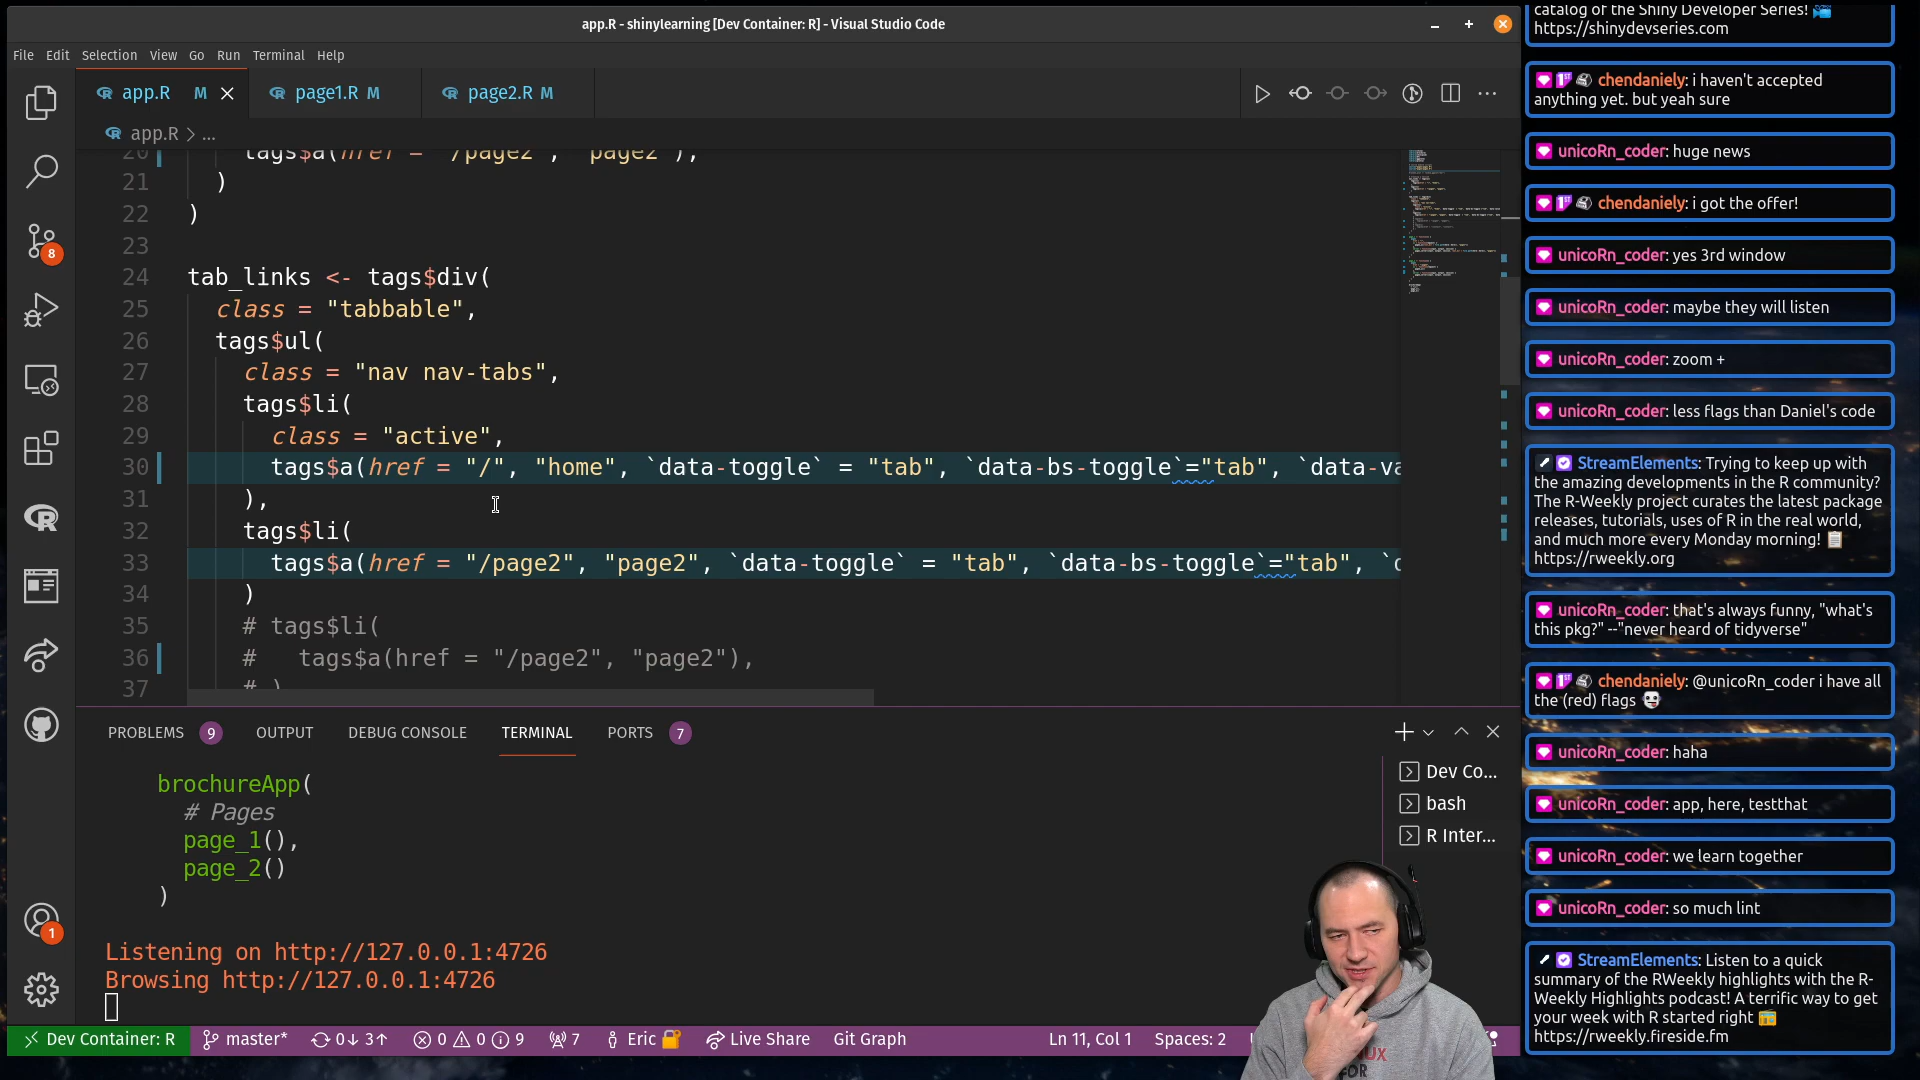 app.R - shinylearning [Dev Container: R] - Visual Studio Code
File Edit Selection View Go Run Terminal Help
app.R M
page1.R M
page2.R M
app.R > ...
20 tags$a(href = "/page2", "page2"),
21 )
22 )
23
24 tab_links <- tags$div(
25 class = "tabbable",
26 tags$ul(
27 class = "nav nav-tabs",
28 tags$li(
29 class = "active",
30 tags$a(href = "/", "home", `data-toggle` = "tab", `data-bs-toggle`="tab", `data-va
31 ),
32 tags$li(
33 tags$a(href = "/page2", "page2", `data-toggle` = "tab", `data-bs-toggle`="tab", `d
34 )
35 # tags$li(
36 # tags$a(href = "/page2", "page2"),
37 # )
8
1
PROBLEMS 9 OUTPUT DEBUG CONSOLE TERMINAL PORTS 7
brochureApp(
# Pages
page_1(),
page_2()
)
Listening on http://127.0.0.1:4726
Browsing http://127.0.0.1:4726
Dev Co...
bash
R Inter...
Dev Container: R master* 0↓ 3↑ 0 0 9 7 Eric Live Share Git Graph Ln 11, Col 1 Spaces: 2
catalog of the Shiny Developer Series!
https://shinydevseries.com
chendaniely: i haven't accepted
anything yet. but yeah sure
unicoRn_coder: huge news
chendaniely: i got the offer!
unicoRn_coder: yes 3rd window
unicoRn_coder: maybe they will listen
unicoRn_coder: zoom +
unicoRn_coder: less flags than Daniel's code
StreamElements: Trying to keep up with
the amazing developments in the R community?
The R-Weekly project curates the latest package
releases, tutorials, uses of R in the real world,
and much more every Monday morning!
https://rweekly.org
unicoRn_coder: that's always funny, "what's
this pkg?" --"never heard of tidyverse"
chendaniely: @unicoRn_coder i have all
the (red) flags
unicoRn_coder: haha
unicoRn_coder: app, here, testthat
unicoRn_coder: we learn together
unicoRn_coder: so much lint
StreamElements: Listen to a quick
summary of the RWeekly highlights with the R-
Weekly Highlights podcast! A terrific way to get
your week with R started right
https://rweekly.fireside.fm
FOR